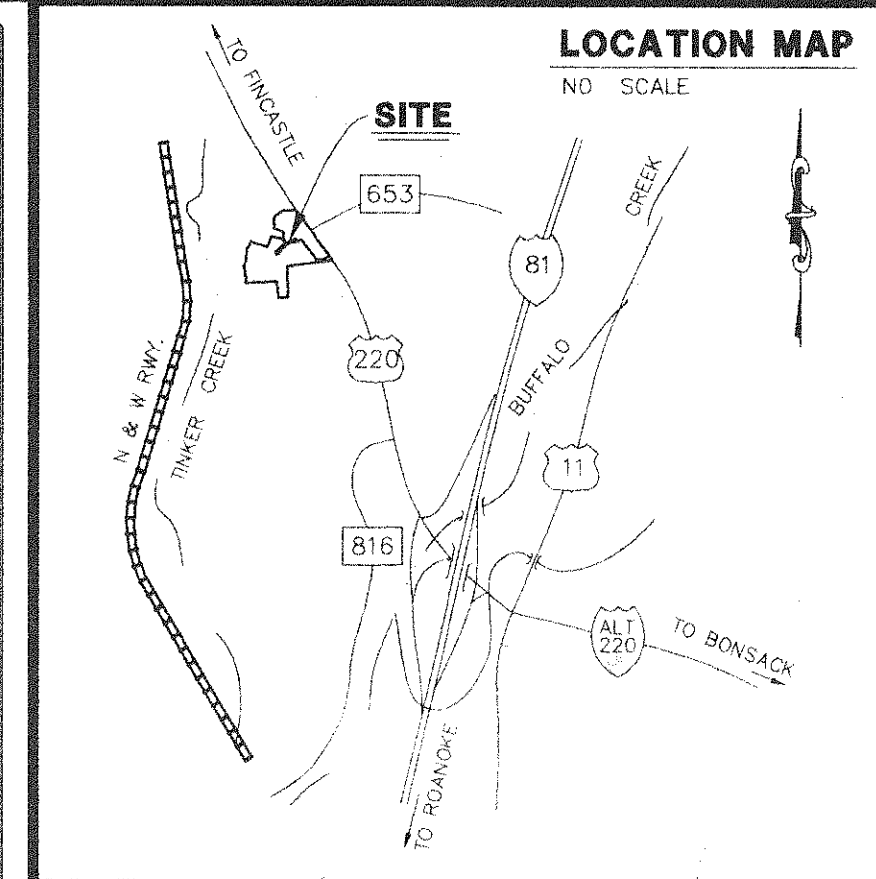 LOCATION MAP
NO SCALE
TO FINCASTLE
SITE
653
CREEK
81
220
BUFFALO
N & W RWY.
TINKER CREEK
11
816
ALT
220
TO BONSACK
TO ROANOKE